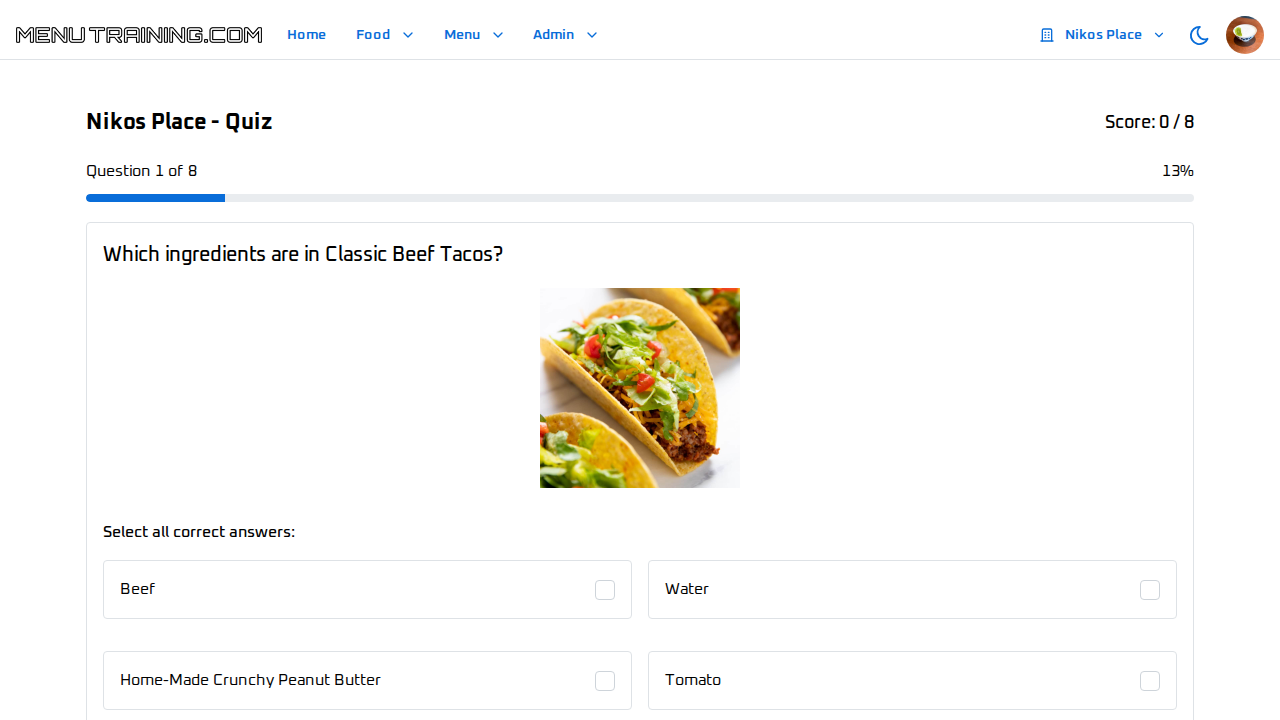 MENUTRAINING.COM Home Food Menu Admin Nikos Place
Nikos Place - Quiz Score: 0 / 8
Question 1 of 8 13%
Which ingredients are in Classic Beef Tacos?
Select all correct answers:
Beef Water
Home-Made Crunchy Peanut Butter Tomato